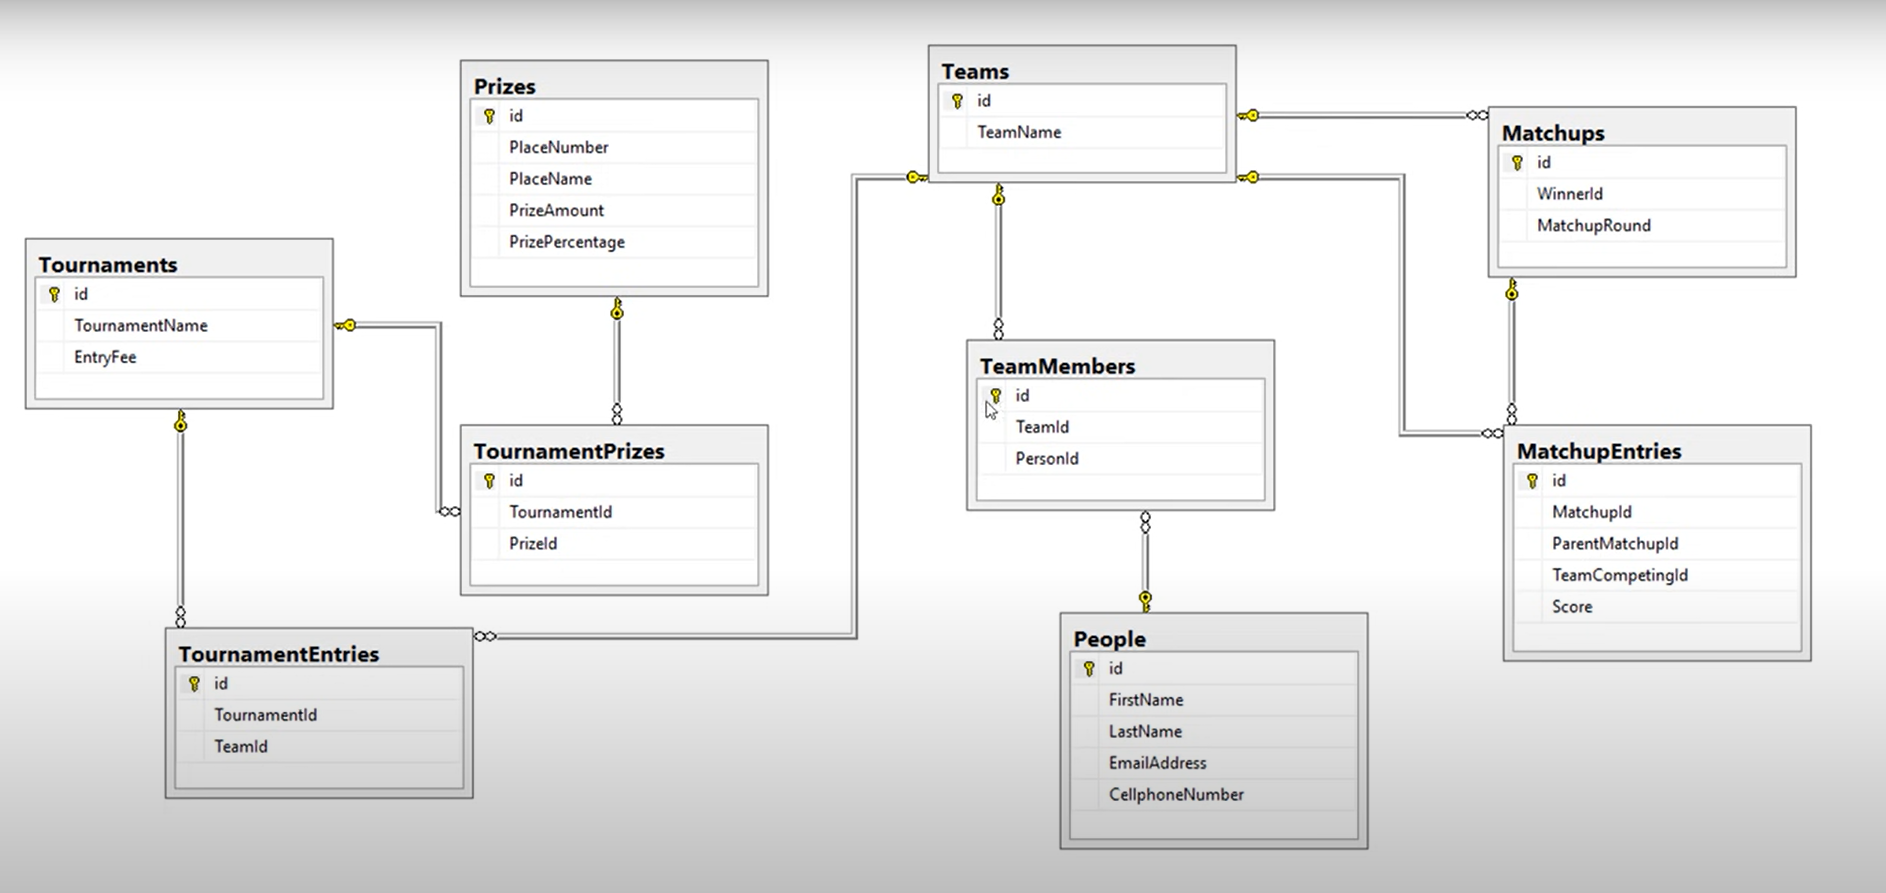 Prizes
id
PlaceNumber
PlaceName
PrizeAmount
PrizePercentage
Teams
id
TeamName
Matchups
id
WinnerId
MatchupRound
Tournaments
id
TournamentName
EntryFee
TeamMembers
id
TeamId
PersonId
TournamentPrizes
id
TournamentId
PrizeId
MatchupEntries
id
MatchupId
ParentMatchupId
TeamCompetingId
Score
TournamentEntries
id
TournamentId
TeamId
People
id
FirstName
LastName
EmailAddress
CellphoneNumber